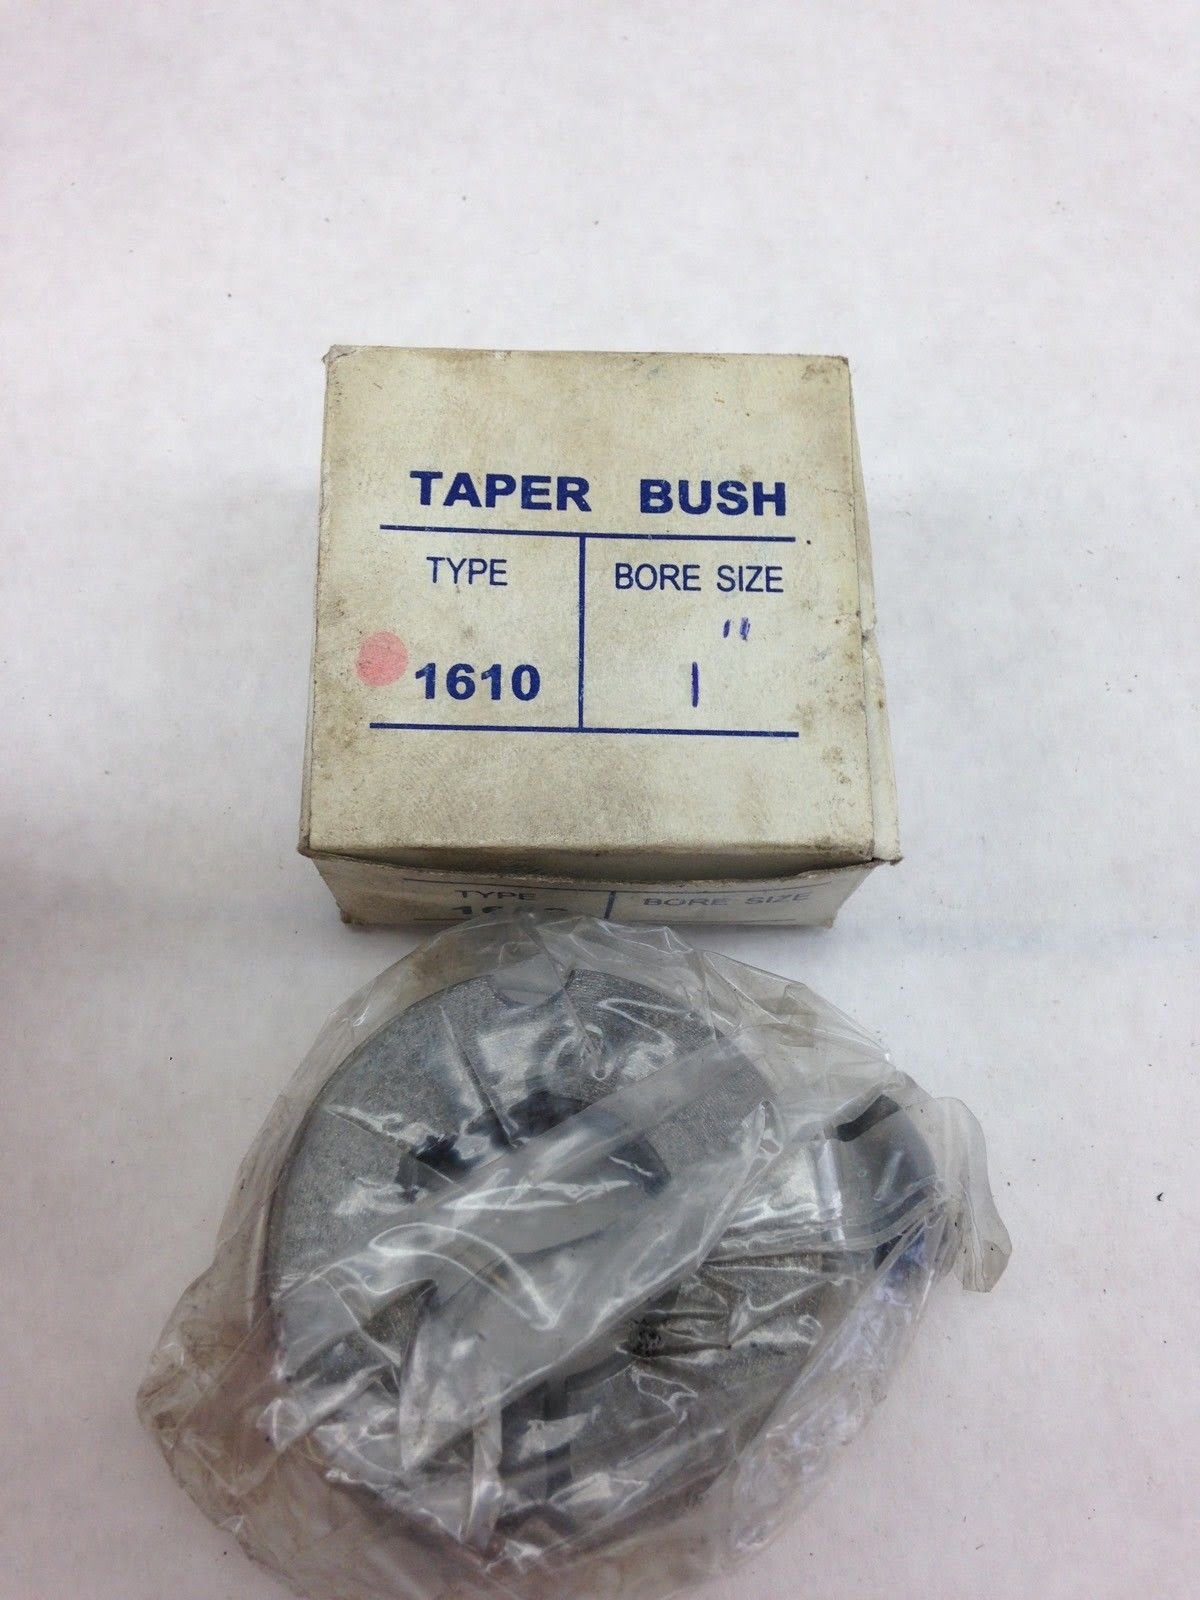 TAPER BUSH
TYPE BORE SIZE
1610 1"
TYPE BORE SIZE